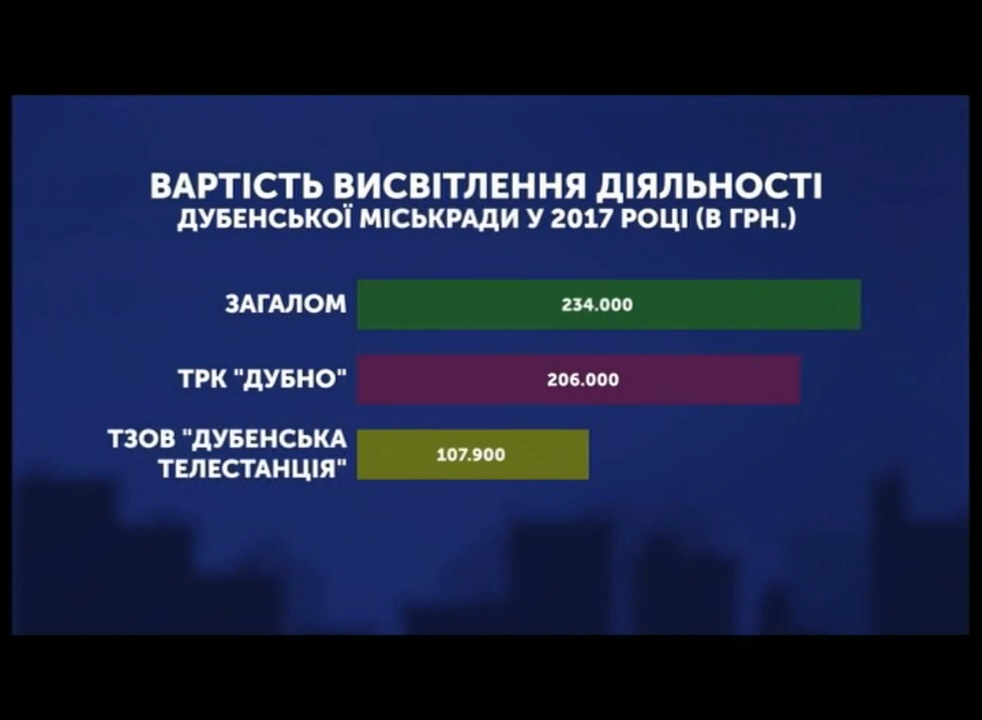 ВАРТІСТЬ ВИСВІТЛЕННЯ ДІЯЛЬНОСТІ
ДУБЕНСЬКОЇ МІСЬКРАДИ У 2017 РОЦІ (В ГРН.)
ЗАГАЛОМ 234.000
ТРК "ДУБНО" 206.000
ТЗОВ "ДУБЕНСЬКА
ТЕЛЕСТАНЦІЯ" 107.900